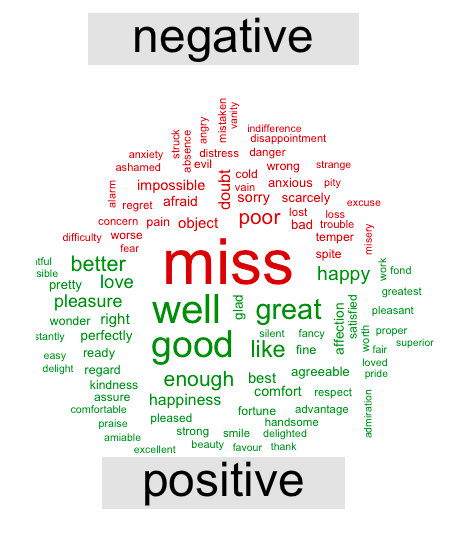 negative
mistaken
vanity
angry
struck
absence
indifference
disappointment
anxiety
distress
danger
evil
ashamed
cold
wrong
strange
doubt
impossible
vain
anxious
pity
alarm
afraid
sorry
scarcely
regret
excuse
poor
lost
loss
concern
pain
object
bad
trouble
difficulty
worse
temper
misery
fear
spite
miss
ntful
better
happy
work
fond
sible
love
pretty
greatest
pleasure
well
glad
great
satisfied
pleasant
wonder
right
affection
stantly
perfectly
silent
fancy
worth
proper
superior
good
like
fine
fair
easy
ready
loved
delight
regard
agreeable
pride
enough
best
kindness
comfort
respect
assure
happiness
admiration
comfortable
fortune
advantage
praise
pleased
handsome
amiable
strong
smile
delighted
excellent
beauty
favour
thank
positive